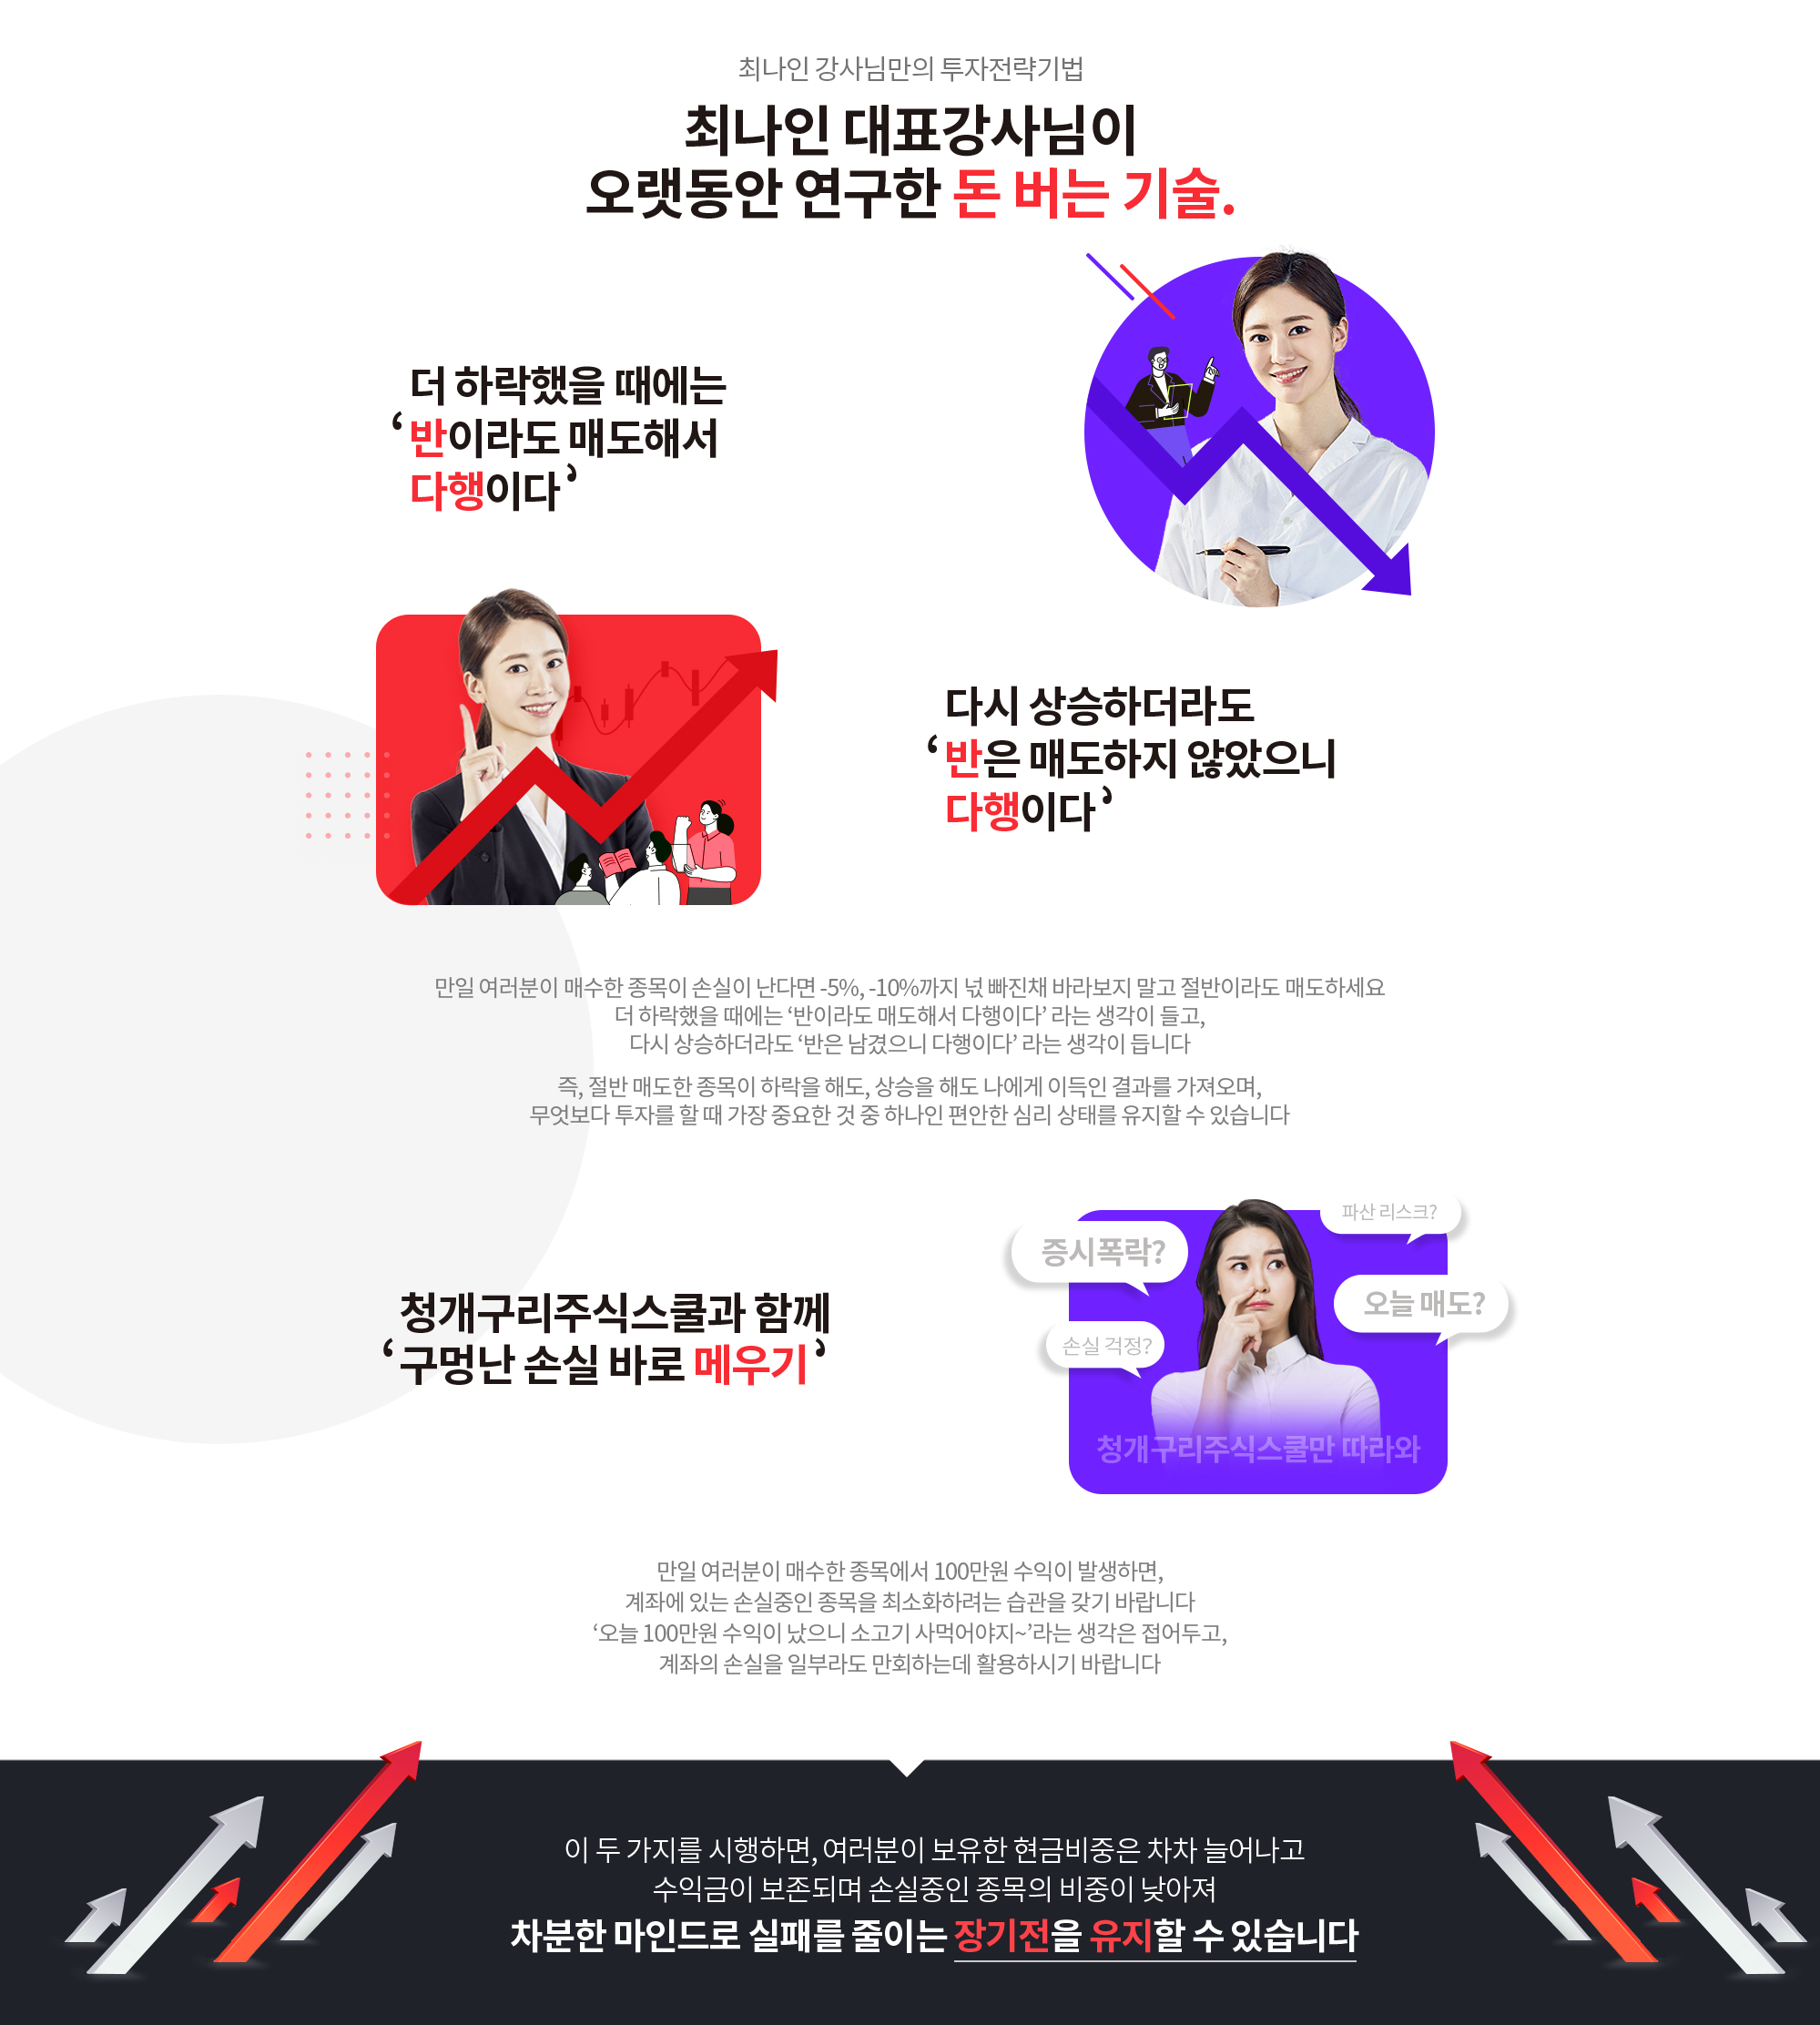 최나인 강사님만의 투자전략기법
최나인 대표강사님이
오랫동안 연구한 돈 버는 기술.
더 하락했을 때에는
‘반이라도 매도해서
다행이다’
다시 상승하더라도
‘반은 매도하지 않았으니
다행이다’
만일 여러분이 매수한 종목이 손실이 난다면 -5%, -10%까지 넋 빠진채 바라보지 말고 절반이라도 매도하세요
더 하락했을 때에는 ‘반이라도 매도해서 다행이다’ 라는 생각이 들고,
다시 상승하더라도 ‘반은 남겼으니 다행이다’ 라는 생각이 듭니다
즉, 절반 매도한 종목이 하락을 해도, 상승을 해도 나에게 이득인 결과를 가져오며,
무엇보다 투자를 할 때 가장 중요한 것 중 하나인 편안한 심리 상태를 유지할 수 있습니다
청개구리주식스쿨과 함께
‘구멍난 손실 바로 메우기’
파산 리스크?
증시폭락?
오늘 매도?
손실 걱정?
청개구리주식스쿨만 따라와
만일 여러분이 매수한 종목에서 100만원 수익이 발생하면,
계좌에 있는 손실중인 종목을 최소화하려는 습관을 갖기 바랍니다
‘오늘 100만원 수익이 났으니 소고기 사먹어야지~’라는 생각은 접어두고,
계좌의 손실을 일부라도 만회하는데 활용하시기 바랍니다
이 두 가지를 시행하면, 여러분이 보유한 현금비중은 차차 늘어나고
수익금이 보존되며 손실중인 종목의 비중이 낮아져
차분한 마인드로 실패를 줄이는 장기전을 유지할 수 있습니다